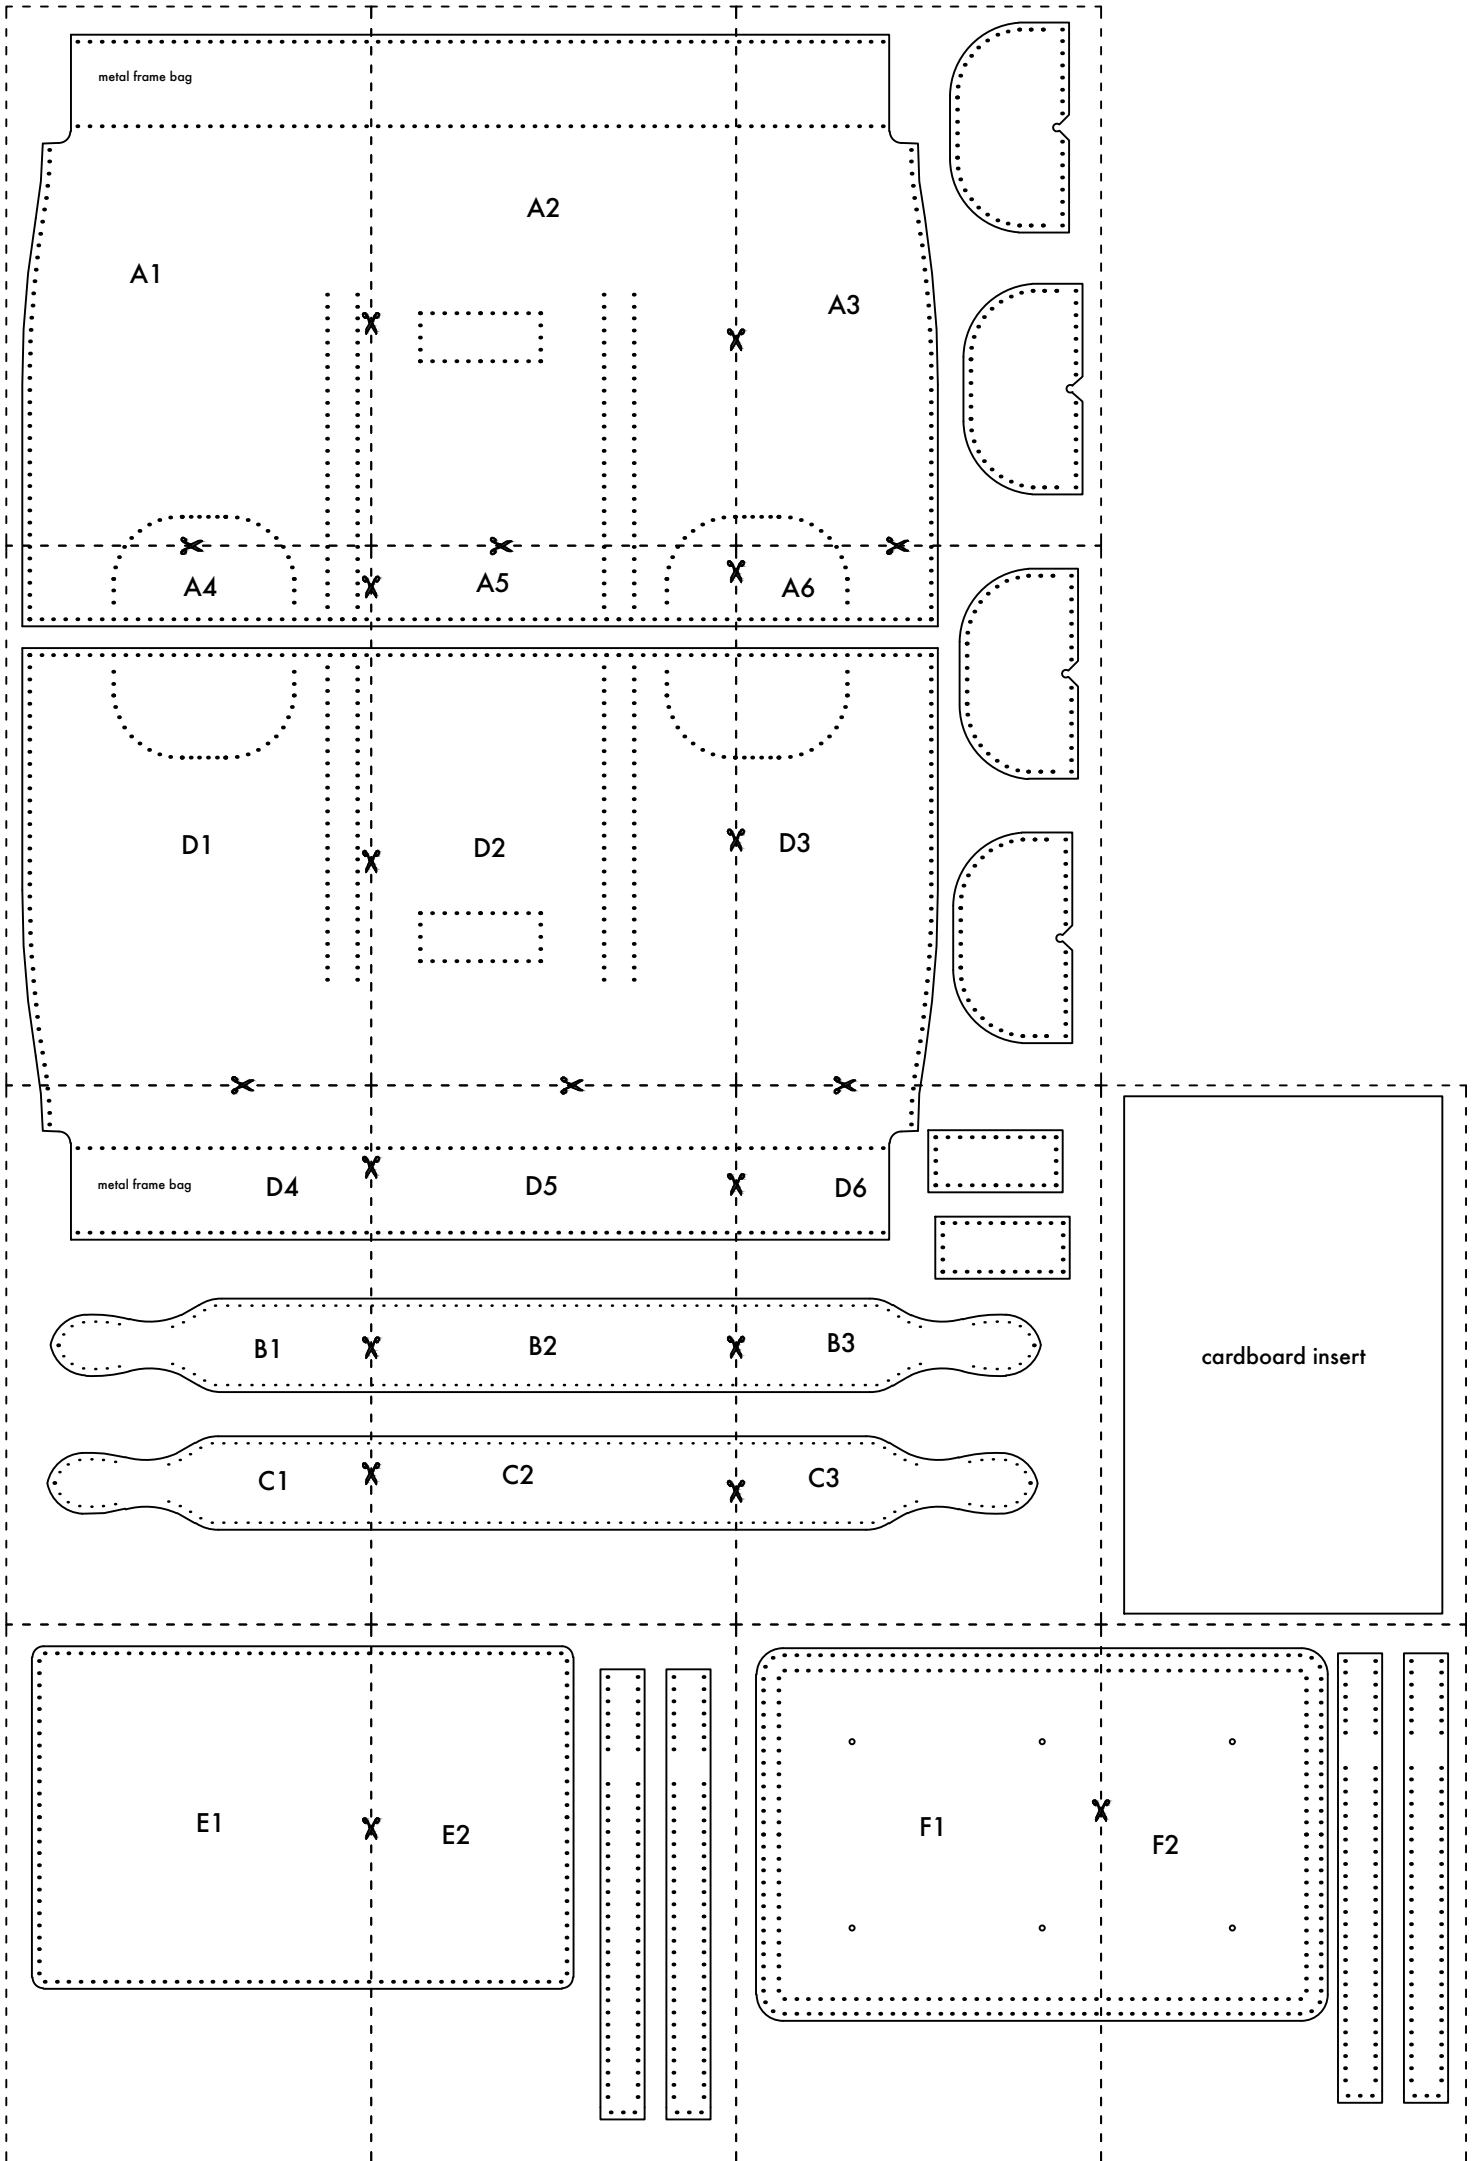 metal frame bag
A2
A1
A3
A4
A5
A6
D1
D2
D3
metal frame bag
D4
D5
D6
B1
B2
B3
cardboard insert
C1
C2
C3
E1
E2
F1
F2